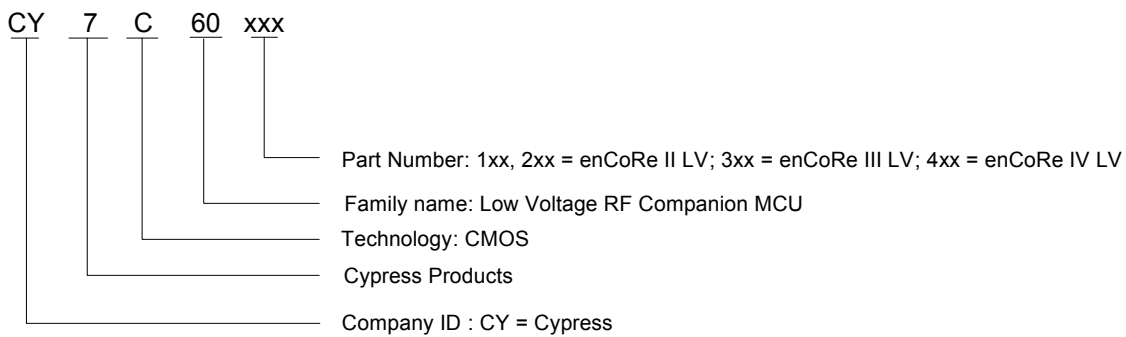 CY 7 C 60 xxx
Part Number: 1xx, 2xx = enCoRe II LV; 3xx = enCoRe III LV; 4xx = enCoRe IV LV
Family name: Low Voltage RF Companion MCU
Technology: CMOS
Cypress Products
Company ID : CY = Cypress